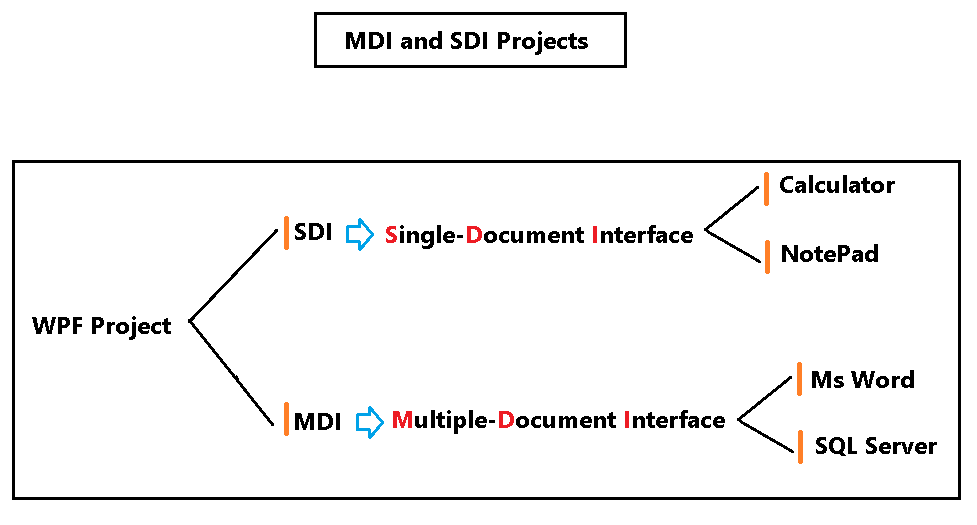 MDI and SDI Projects
WPF Project
SDI
Single-Document Interface
Calculator
NotePad
MDI
Multiple-Document Interface
Ms Word
SQL Server